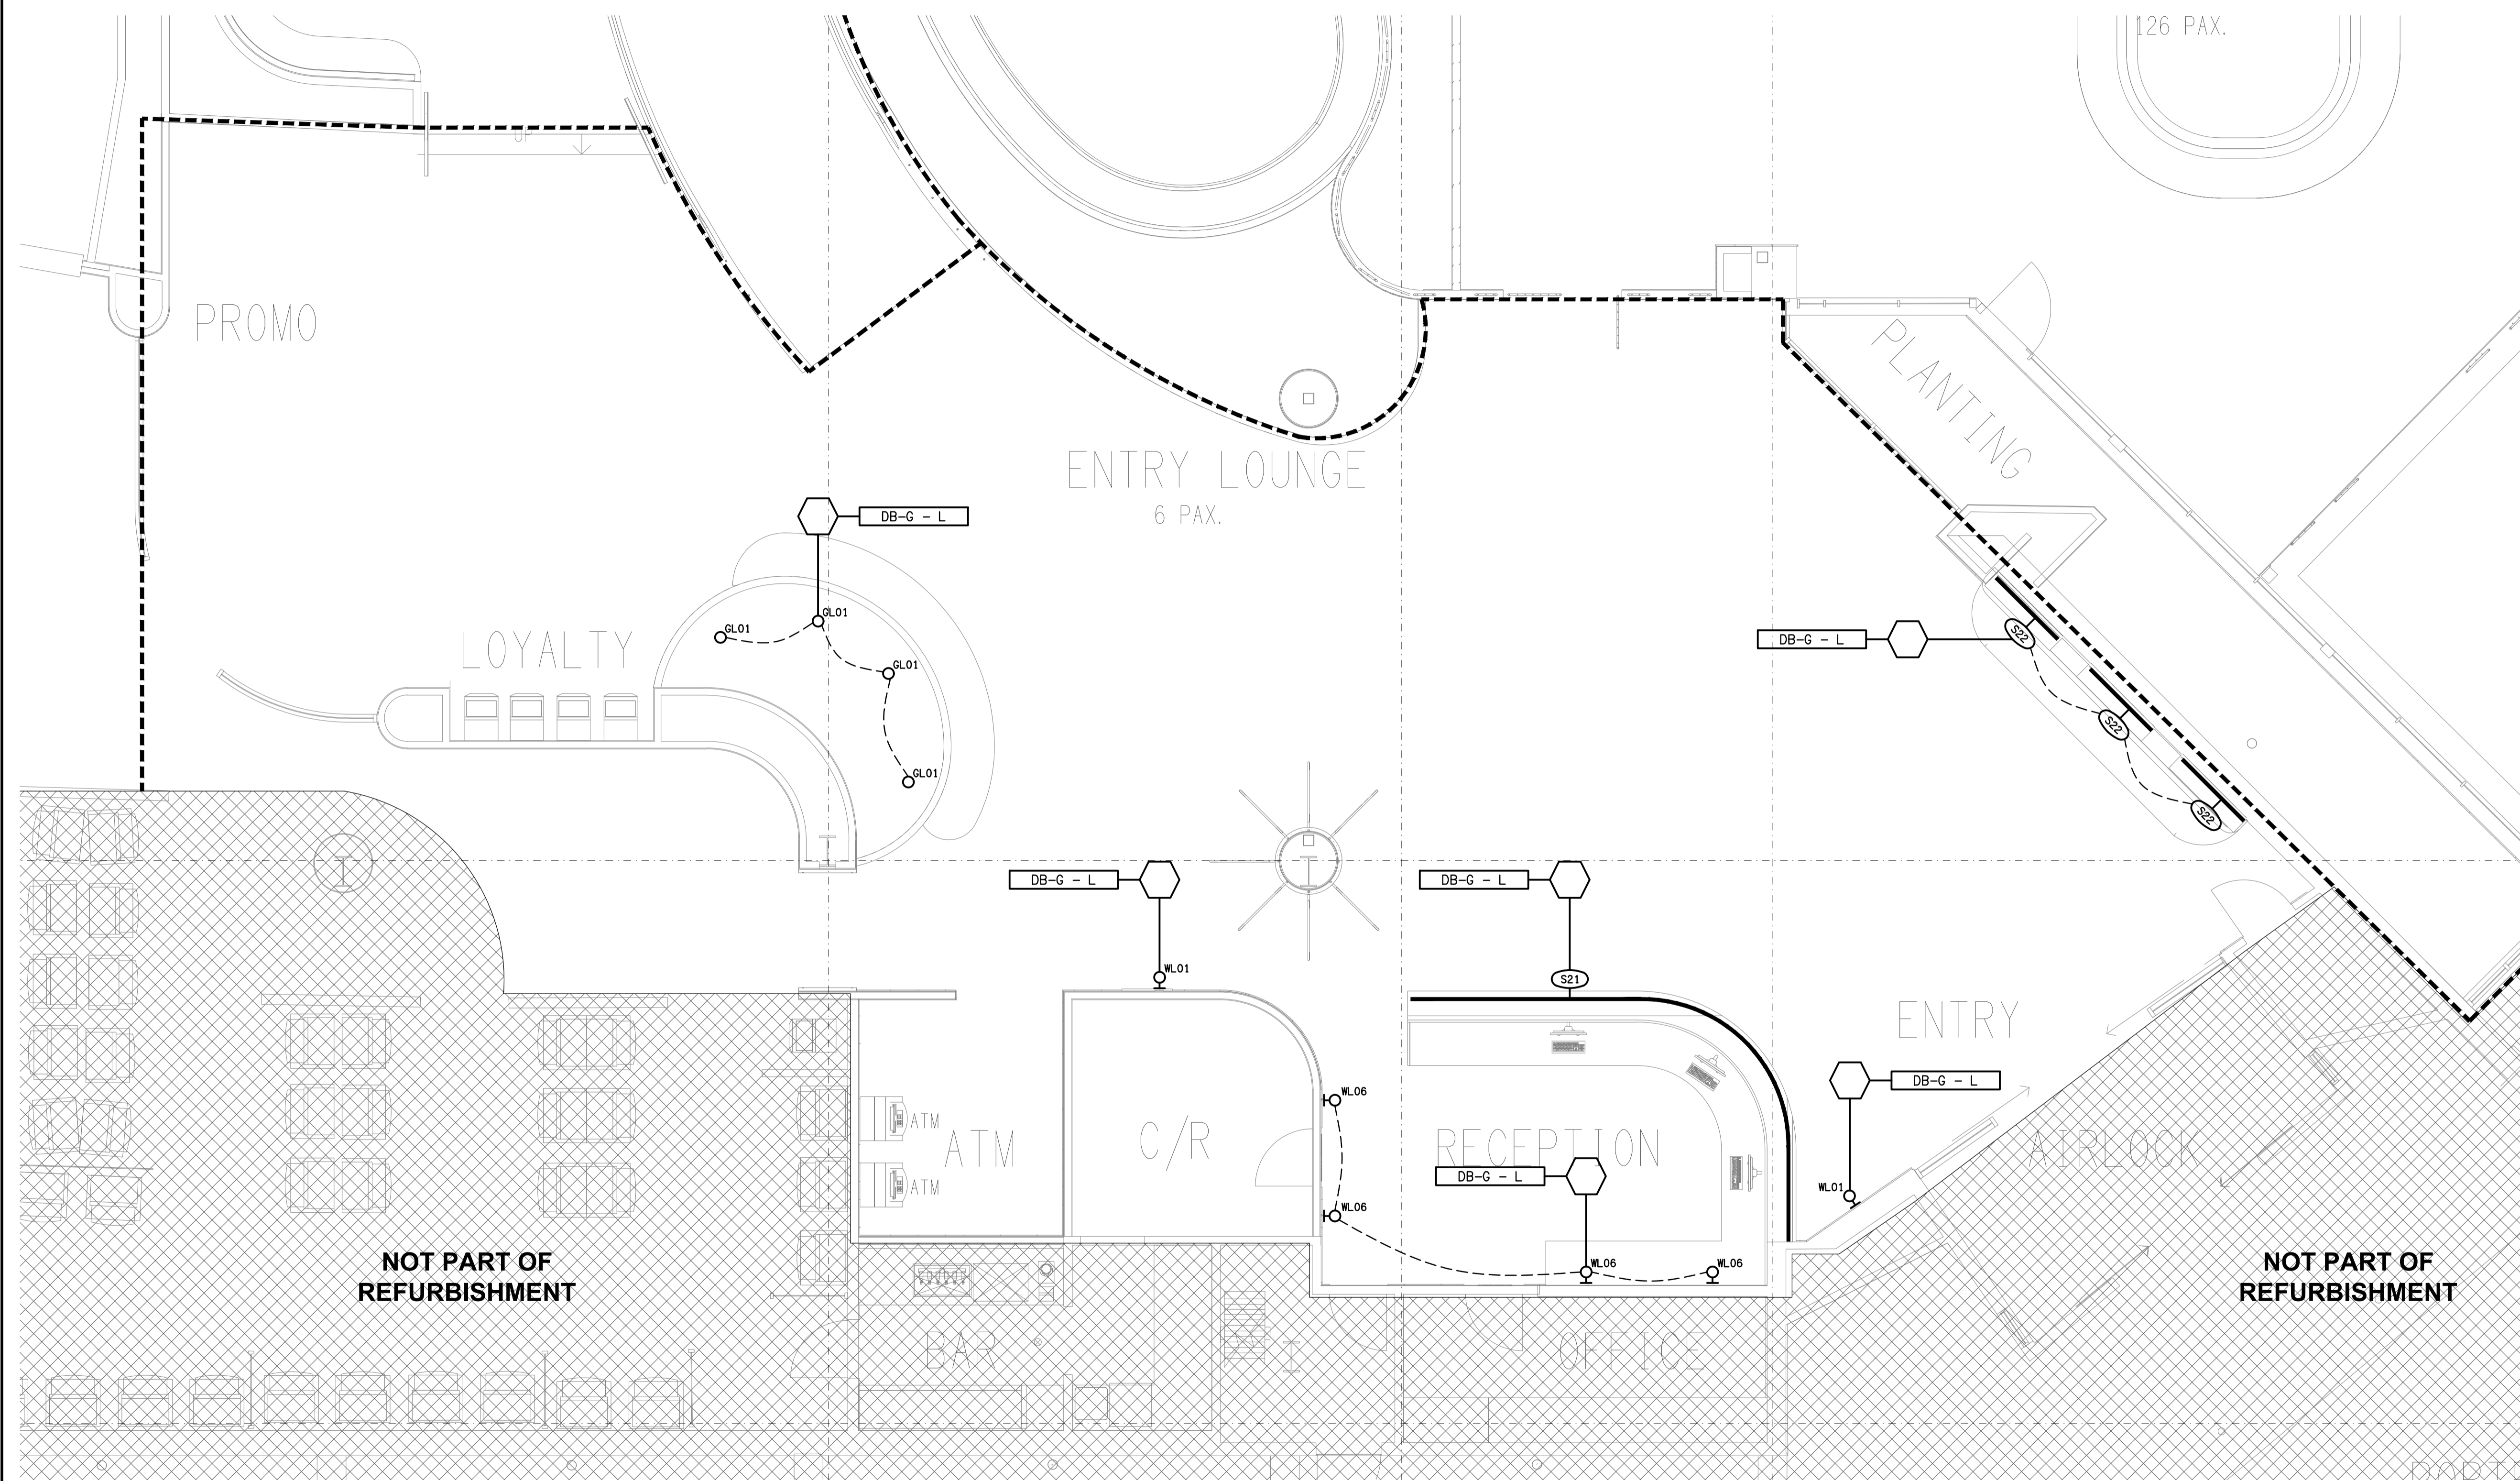 126 PAX.
UP
PROMO
PLANTING
ENTRY LOUNGE
6 PAX.
DB-G - L
GL01
GL01
GL01
GL01
LOYALTY
DB-G - L
S22
S22
S22
DB-G - L
DB-G - L
WL01
S21
ENTRY
DB-G - L
WL06
ATM
ATM
C/R
RECEPTION
AIRLOCK
DB-G - L
ATM
WL01
WL06
NOT PART OF
REFURBISHMENT
WL06
WL06
NOT PART OF
REFURBISHMENT
BAR
OFFICE